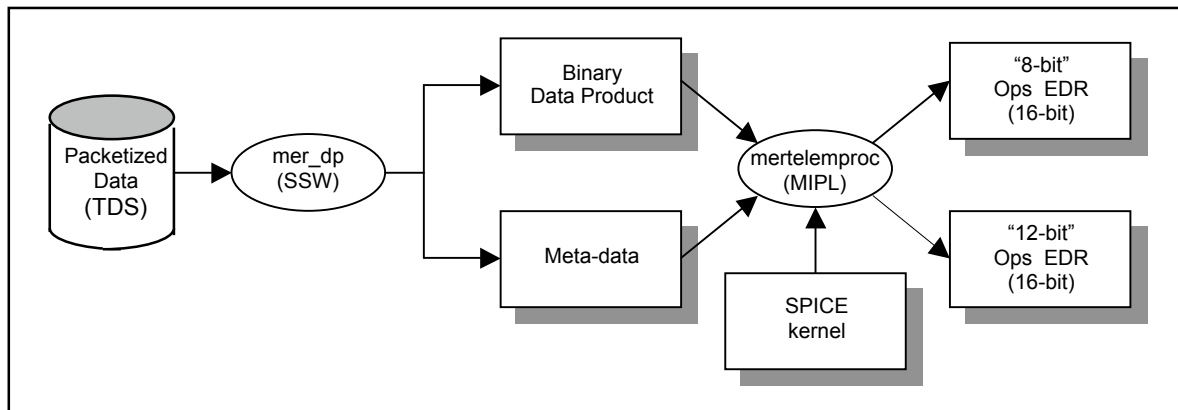 Packetized
Data
(TDS)
mer_dp
(SSW)
Binary
Data Product
Meta-data
mertelemproc
(MIPL)
SPICE
kernel
“8-bit”
Ops EDR
(16-bit)
“12-bit”
Ops EDR
(16-bit)